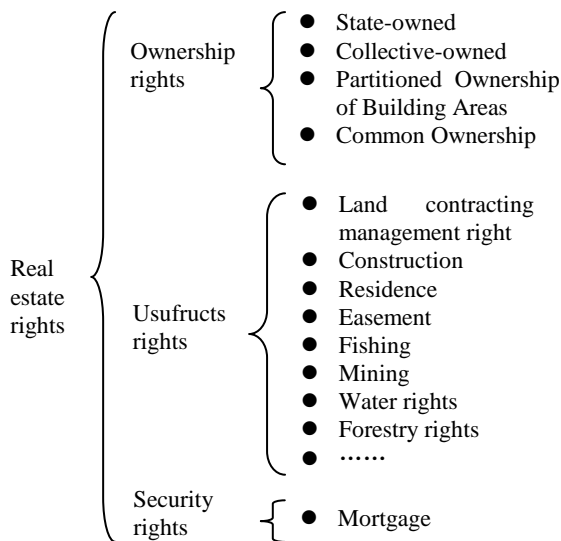 Real
estate
rights
Ownership
rights
● State-owned
● Collective-owned
● Partitioned Ownership
of Building Areas
● Common Ownership
Usufructs
rights
● Land contracting
management right
● Construction
● Residence
● Easement
● Fishing
● Mining
● Water rights
● Forestry rights
● ……
Security
rights
● Mortgage